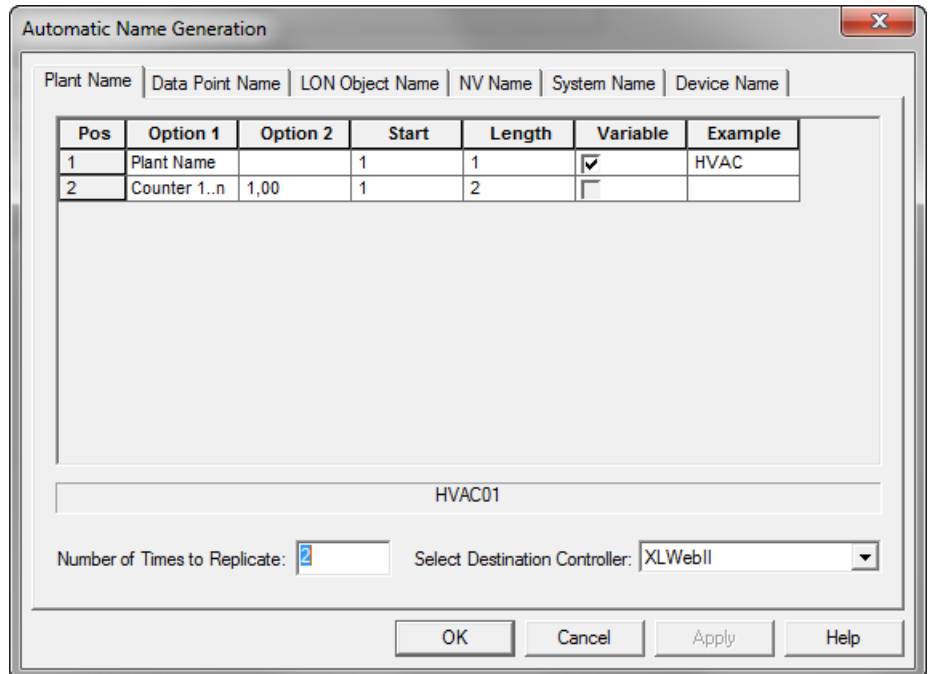 Automatic Name Generation
Plant Name Data Point Name LON Object Name NV Name System Name Device Name
Pos Option 1 Option 2 Start Length Variable Example
1 Plant Name 1 1 HVAC
2 Counter 1..n 1,00 1 2
HVAC01
Number of Times to Replicate: 2 Select Destination Controller: XLWebII
OK Cancel Apply Help